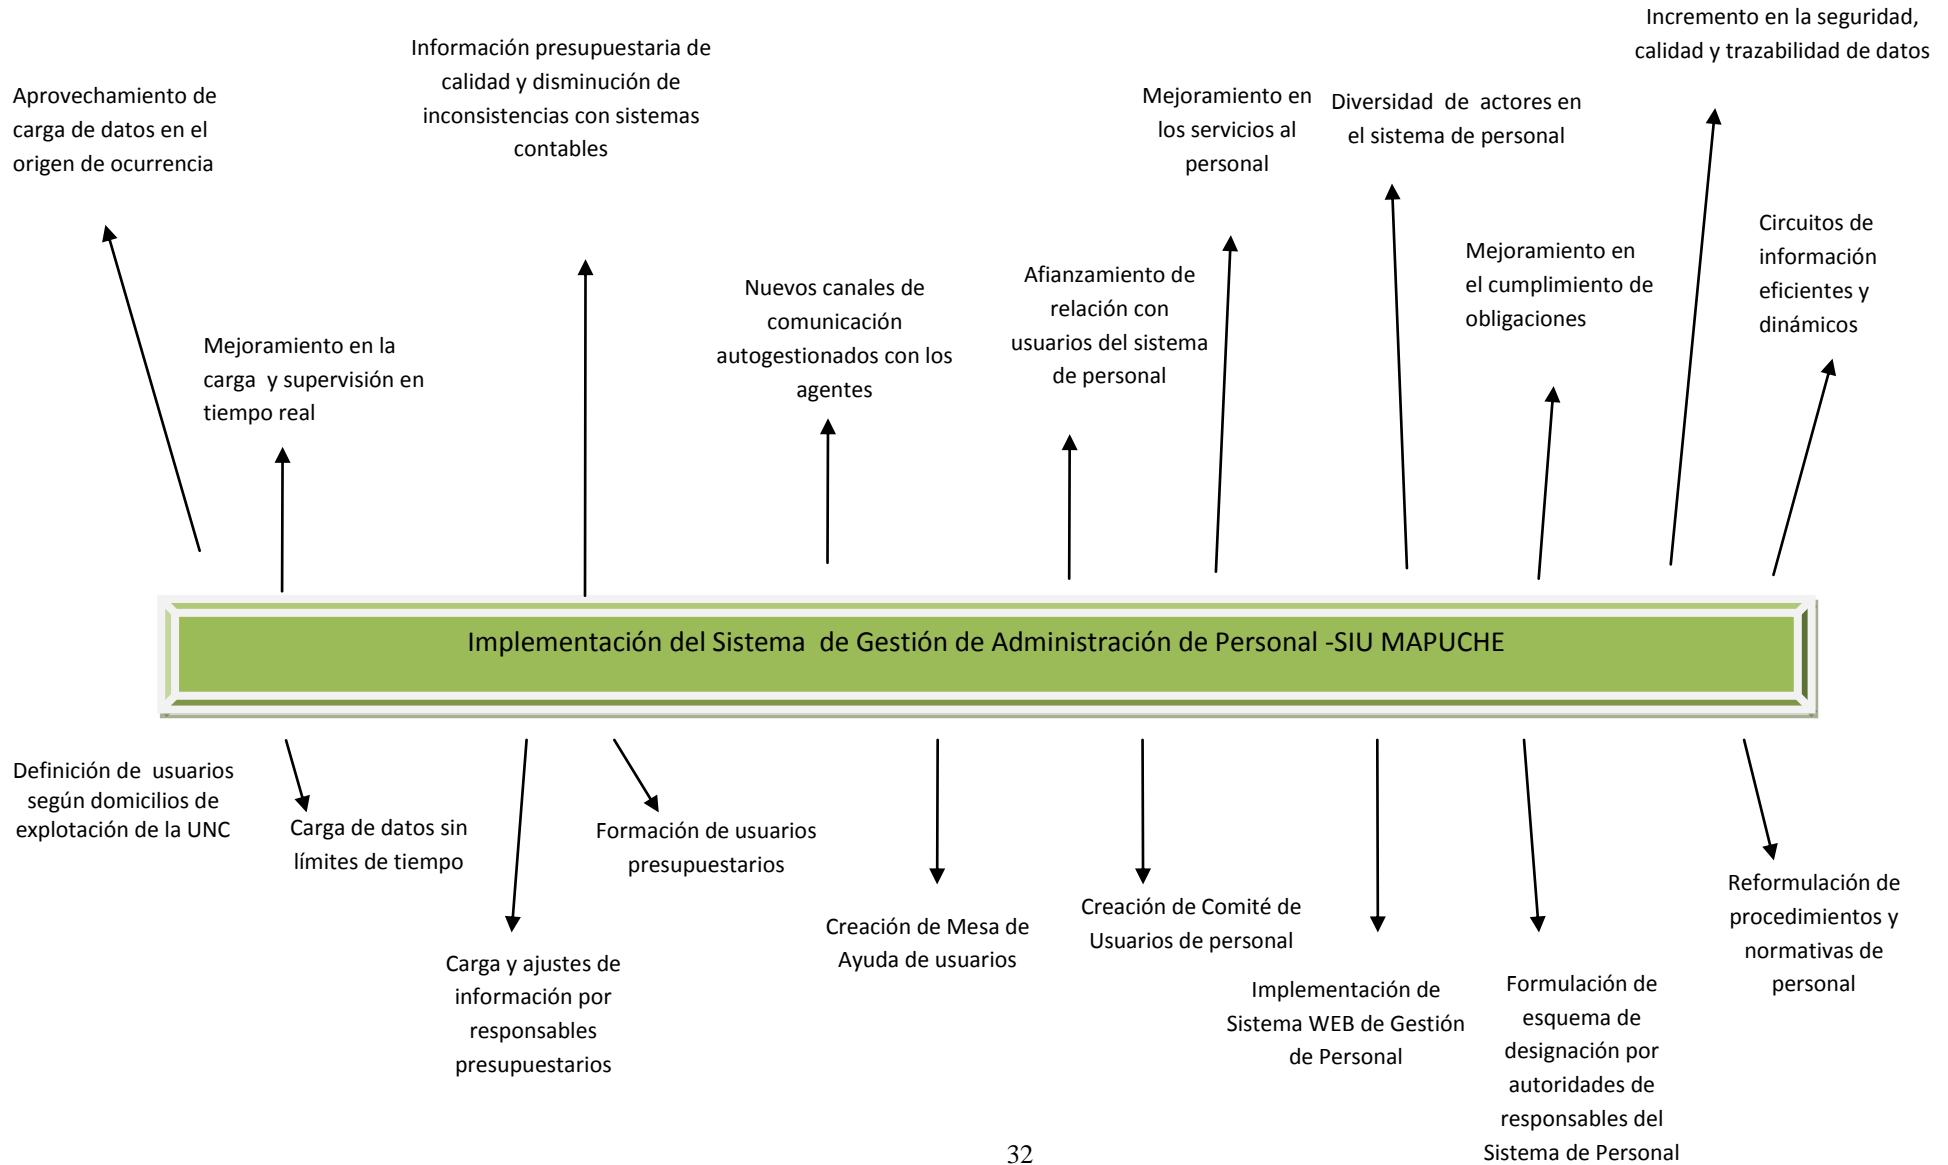 Incremento en la seguridad,
calidad y trazabilidad de datos
Información presupuestaria de
calidad y disminución de
inconsistencias con sistemas
contables
Aprovechamiento de
carga de datos en el
origen de ocurrencia
Mejoramiento en
los servicios al
personal
Diversidad de actores en
el sistema de personal
Circuitos de
información
eficientes y
dinámicos
Mejoramiento en
el cumplimiento de
obligaciones
Afianzamiento de
relación con
usuarios del sistema
de personal
Nuevos canales de
comunicación
autogestionados con los
agentes
Mejoramiento en la
carga y supervisión en
tiempo real
Implementación del Sistema de Gestión de Administración de Personal -SIU MAPUCHE
Definición de usuarios
según domicilios de
explotación de la UNC
Carga de datos sin
límites de tiempo
Formación de usuarios
presupuestarios
Carga y ajustes de
información por
responsables
presupuestarios
Creación de Mesa de
Ayuda de usuarios
Creación de Comité de
Usuarios de personal
Implementación de
Sistema WEB de Gestión
de Personal
Formulación de
esquema de
designación por
autoridades de
responsables del
Sistema de Personal
Reformulación de
procedimientos y
normativas de
personal
32